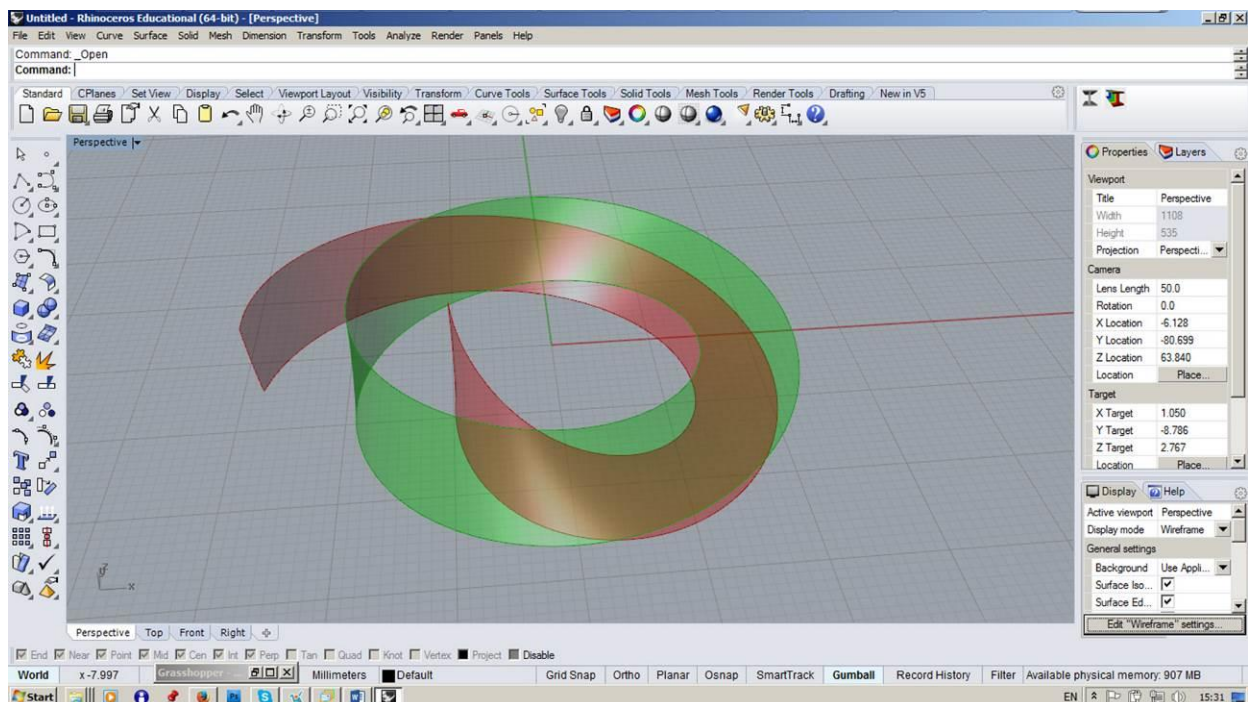 Untitled - Rhinoceros Educational (64-bit) - [Perspective]
File Edit View Curve Surface Solid Mesh Dimension Transform Tools Analyze Render Panels Help
Command: _Open
Command:
Standard CPlanes Set View Display Select Viewport Layout Visibility Transform Curve Tools Surface Tools Solid Tools Mesh Tools Render Tools Drafting New in V5
Perspective
Properties Layers
Viewport
Title Perspective
Width 1108
Height 535
Projection Perspecti...
Camera
Lens Length 50.0
Rotation 0.0
X Location -6.128
Y Location -80.699
Z Location 63.840
Location Place...
Target
X Target 1.050
Y Target -8.786
Z Target 2.767
Location Place...
Display Help
Active viewport Perspective
Display mode Wireframe
General settings
Background Use Appli...
Surface Iso...
Surface Ed...
Edit "Wireframe" settings...
x
Perspective Top Front Right
End Near Point Mid Cen Int Perp Tan Quad Knot Vertex Project Disable
World x -7.997 Grasshopper Millimeters Default Grid Snap Ortho Planar Osnap SmartTrack Gumball Record History Filter Available physical memory: 907 MB
Start Ps S W EN 15:31